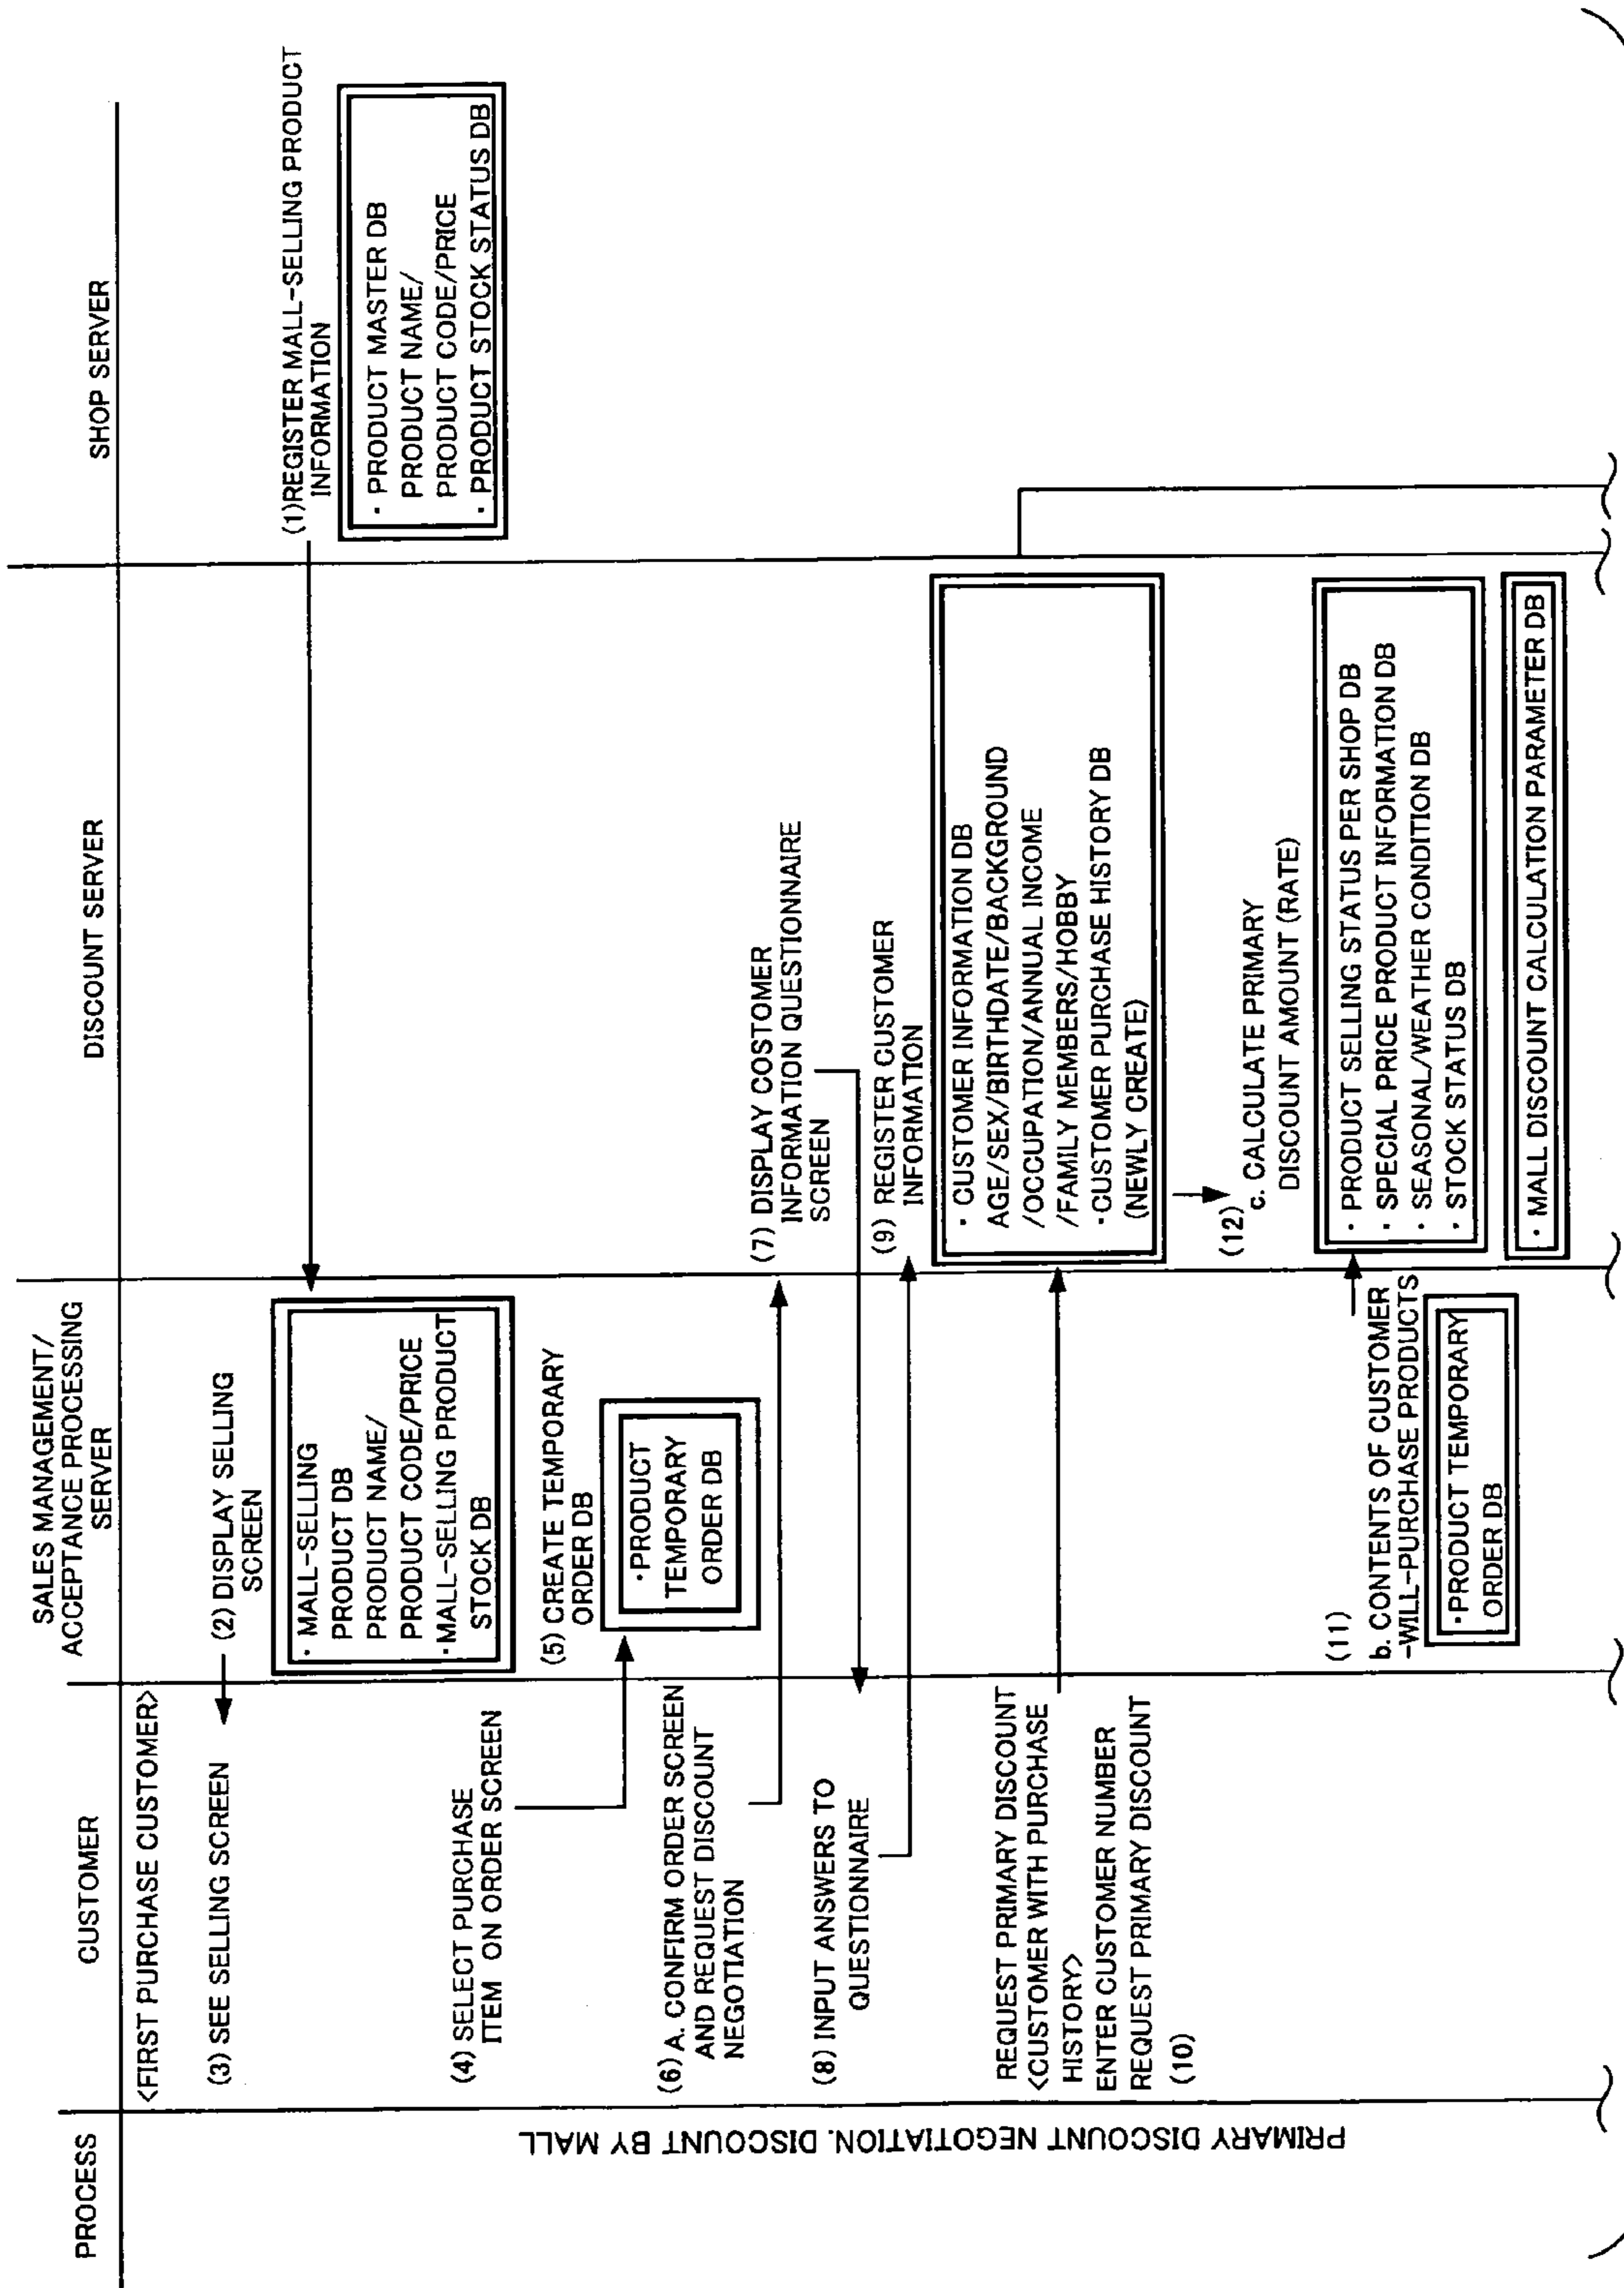 PROCESS
CUSTOMER
SALES MANAGEMENT/
ACCEPTANCE PROCESSING
SERVER
DISCOUNT SERVER
SHOP SERVER
PRIMARY DISCOUNT NEGOTIATION. DISCOUNT BY MALL
<FIRST PURCHASE CUSTOMER>
(1)REGISTER MALL-SELLING PRODUCT
INFORMATION
· PRODUCT MASTER DB
PRODUCT NAME/
PRODUCT CODE/PRICE
· PRODUCT STOCK STATUS DB
(2) DISPLAY SELLING
SCREEN
(3) SEE SELLING SCREEN
· MALL-SELLING
PRODUCT DB
PRODUCT NAME/
PRODUCT CODE/PRICE
·MALL-SELLING PRODUCT
STOCK DB
(4) SELECT PURCHASE
ITEM ON ORDER SCREEN
(5) CREATE TEMPORARY
ORDER DB
·PRODUCT
TEMPORARY
ORDER DB
(6) A. CONFIRM ORDER SCREEN
AND REQUEST DISCOUNT
NEGOTIATION
(7) DISPLAY COSTOMER
INFORMATION QUESTIONNAIRE
SCREEN
(8) INPUT ANSWERS TO
QUESTIONNAIRE
(9) REGISTER CUSTOMER
INFORMATION
· CUSTOMER INFORMATION DB
AGE/SEX/BIRTHDATE/BACKGROUND
/OCCUPATION/ANNUAL INCOME
/FAMILY MEMBERS/HOBBY
·CUSTOMER PURCHASE HISTORY DB
(NEWLY CREATE)
REQUEST PRIMARY DISCOUNT
<CUSTOMER WITH PURCHASE
HISTORY>
ENTER CUSTOMER NUMBER
REQUEST PRIMARY DISCOUNT
(10)
(11)
b. CONTENTS OF CUSTOMER
-WILL-PURCHASE PRODUCTS
·PRODUCT TEMPORARY
ORDER DB
(12)
c. CALCULATE PRIMARY
DISCOUNT AMOUNT (RATE)
· PRODUCT SELLING STATUS PER SHOP DB
· SPECIAL PRICE PRODUCT INFORMATION DB
· SEASONAL/WEATHER CONDITION DB
· STOCK STATUS DB
· MALL DISCOUNT CALCULATION PARAMETER DB